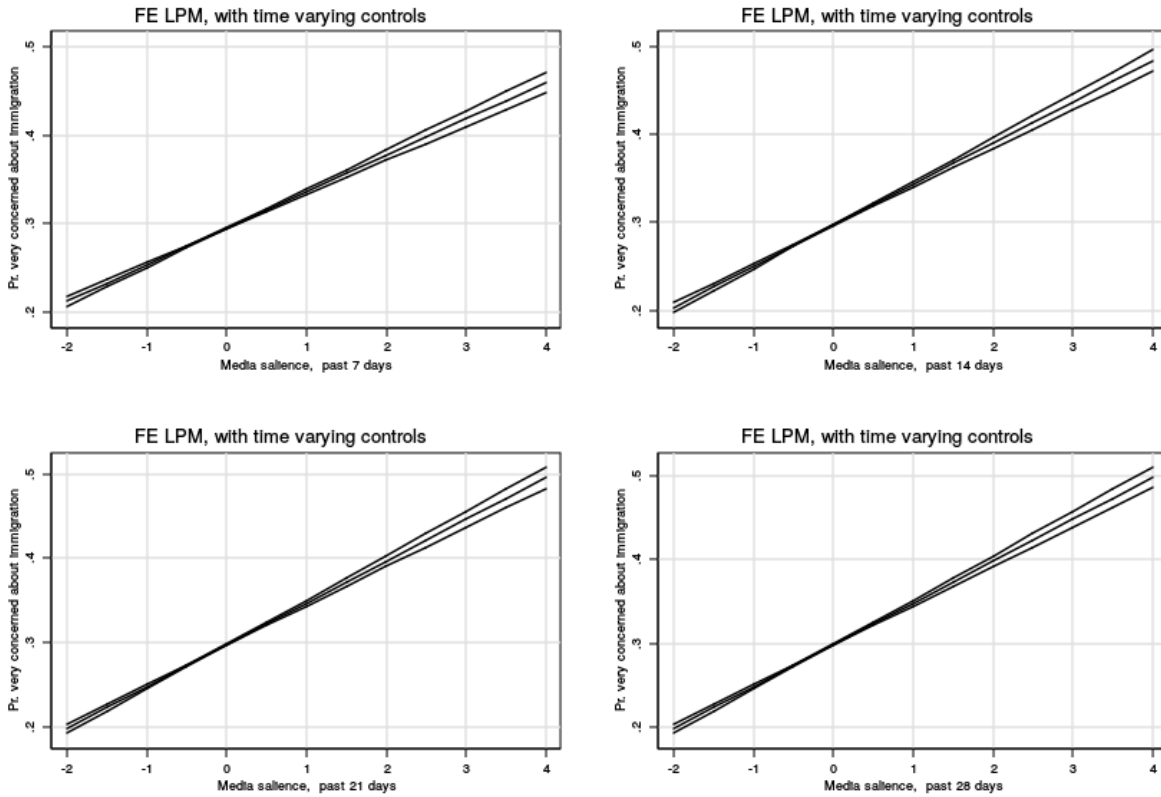 FE LPM, with time varying controls
Pr. very concerned about immigration
.5
.4
.3
.2
-2 -1 0 1 2 3 4
Media salience, past 7 days
FE LPM, with time varying controls
Pr. very concerned about immigration
.5
.4
.3
.2
-2 -1 0 1 2 3 4
Media salience, past 14 days
FE LPM, with time varying controls
Pr. very concerned about immigration
.5
.4
.3
.2
-2 -1 0 1 2 3 4
Media salience, past 21 days
FE LPM, with time varying controls
Pr. very concerned about immigration
.5
.4
.3
.2
-2 -1 0 1 2 3 4
Media salience, past 28 days